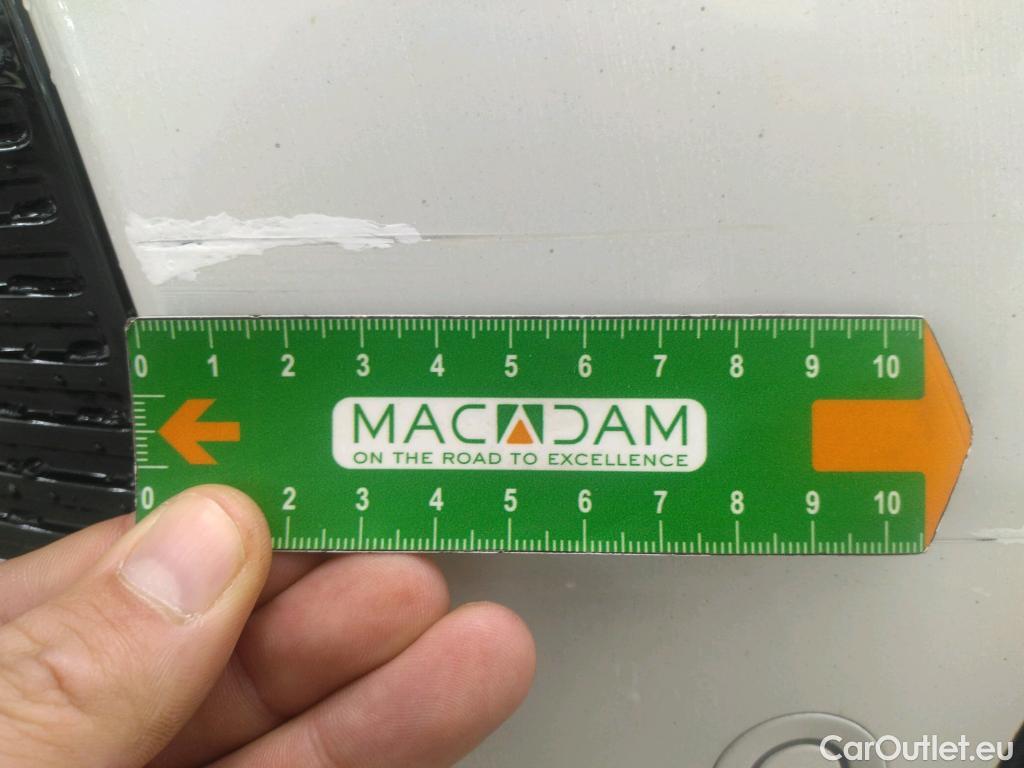 0 1 2 3 4 5 6 7 8 9 10
MACADAM
ON THE ROAD TO EXCELLENCE
0 2 3 4 5 6 7 8 9 10
CarOutlet.eu